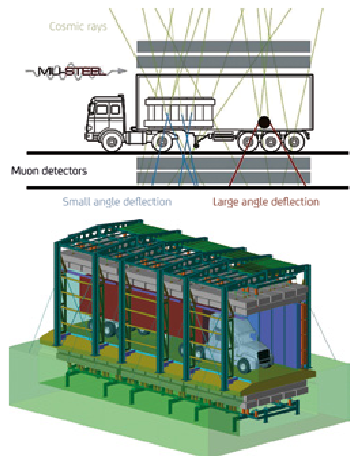 Cosmic rays
MU-STEEL
Muon detectors
Small angle deflection
Large angle deflection